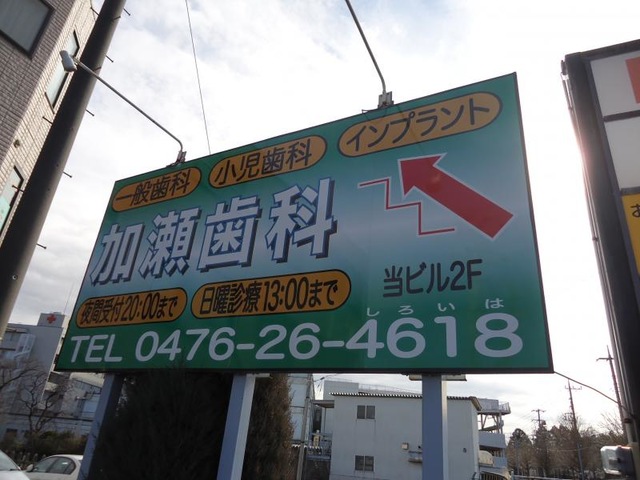 一般歯科 小児歯科 インプラント
加瀬歯科
当ビル2F
夜間受付20:00まで 日曜診療13:00まで
しろいは
TEL 0476-26-4618